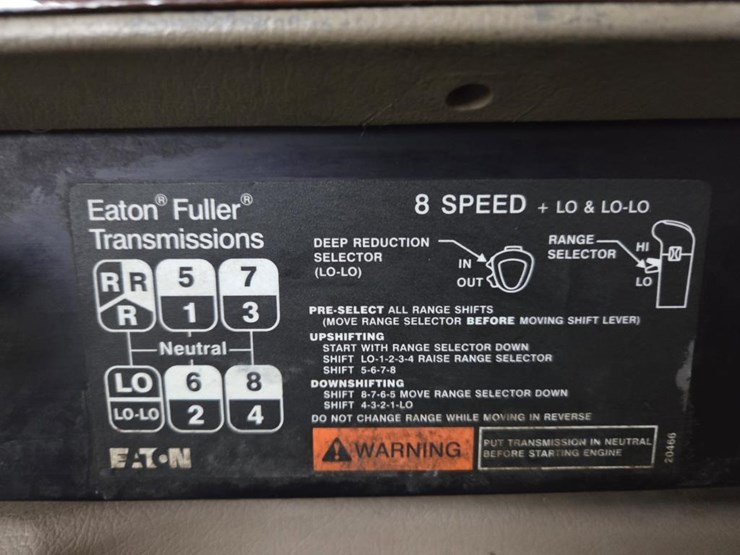 Eaton® Fuller®
Transmissions
8 SPEED + LO & LO-LO
DEEP REDUCTION
SELECTOR
(LO-LO)
IN
OUT
RANGE
SELECTOR
HI
LO
R R 5 7
R 1 3
Neutral
LO 6 8
LO-LO 2 4
EATON
PRE-SELECT ALL RANGE SHIFTS
(MOVE RANGE SELECTOR BEFORE MOVING SHIFT LEVER)
UPSHIFTING
START WITH RANGE SELECTOR DOWN
SHIFT LO-1-2-3-4 RAISE RANGE SELECTOR
SHIFT 5-6-7-8
DOWNSHIFTING
SHIFT 8-7-6-5 MOVE RANGE SELECTOR DOWN
SHIFT 4-3-2-1-LO
DO NOT CHANGE RANGE WHILE MOVING IN REVERSE
WARNING
PUT TRANSMISSION IN NEUTRAL
BEFORE STARTING ENGINE
20466